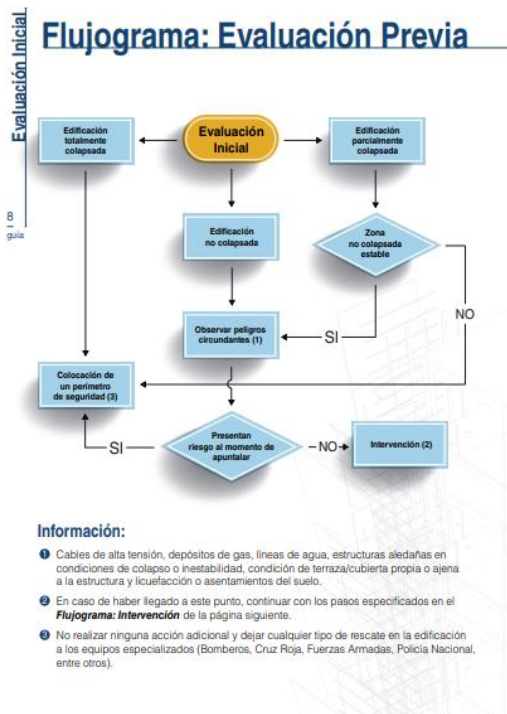 Evaluación Inicial
Flujograma: Evaluación Previa
8
guía
Edificación
totalmente
colapsada
Evaluación
Inicial
Edificación
parcialmente
colapsada
Edificación
no colapsada
Zona
no colapsada
estable
NO
Observar peligros
circundantes (1)
SI
Colocación de
un perímetro
de seguridad (3)
Presentan
riesgo al momento de
apuntalar
SI
NO
Intervención (2)
Información:
1 Cables de alta tensión, depósitos de gas, líneas de agua, estructuras aledañas en
condiciones de colapso o inestabilidad, condición de terraza/cubierta propia o ajena
a la estructura y licuefacción o asentamientos del suelo.
2 En caso de haber llegado a este punto, continuar con los pasos especificados en el
Flujograma: Intervención de la página siguiente.
3 No realizar ninguna acción adicional y dejar cualquier tipo de rescate en la edificación
a los equipos especializados (Bomberos, Cruz Roja, Fuerzas Armadas, Policía Nacional,
entre otros).